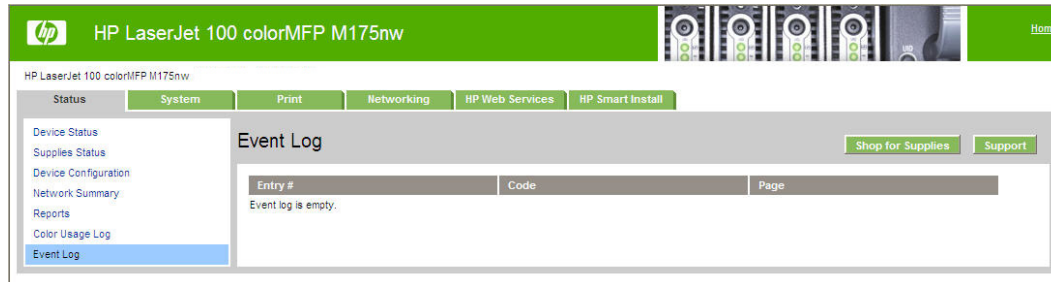 hp HP LaserJet 100 colorMFP M175nw
Hom
HP LaserJet 100 colorMFP M175nw
Status System Print Networking HP Web Services HP Smart Install
Device Status
Supplies Status
Device Configuration
Network Summary
Reports
Color Usage Log
Event Log
Event Log
Shop for Supplies Support
Entry # Code Page
Event log is empty.